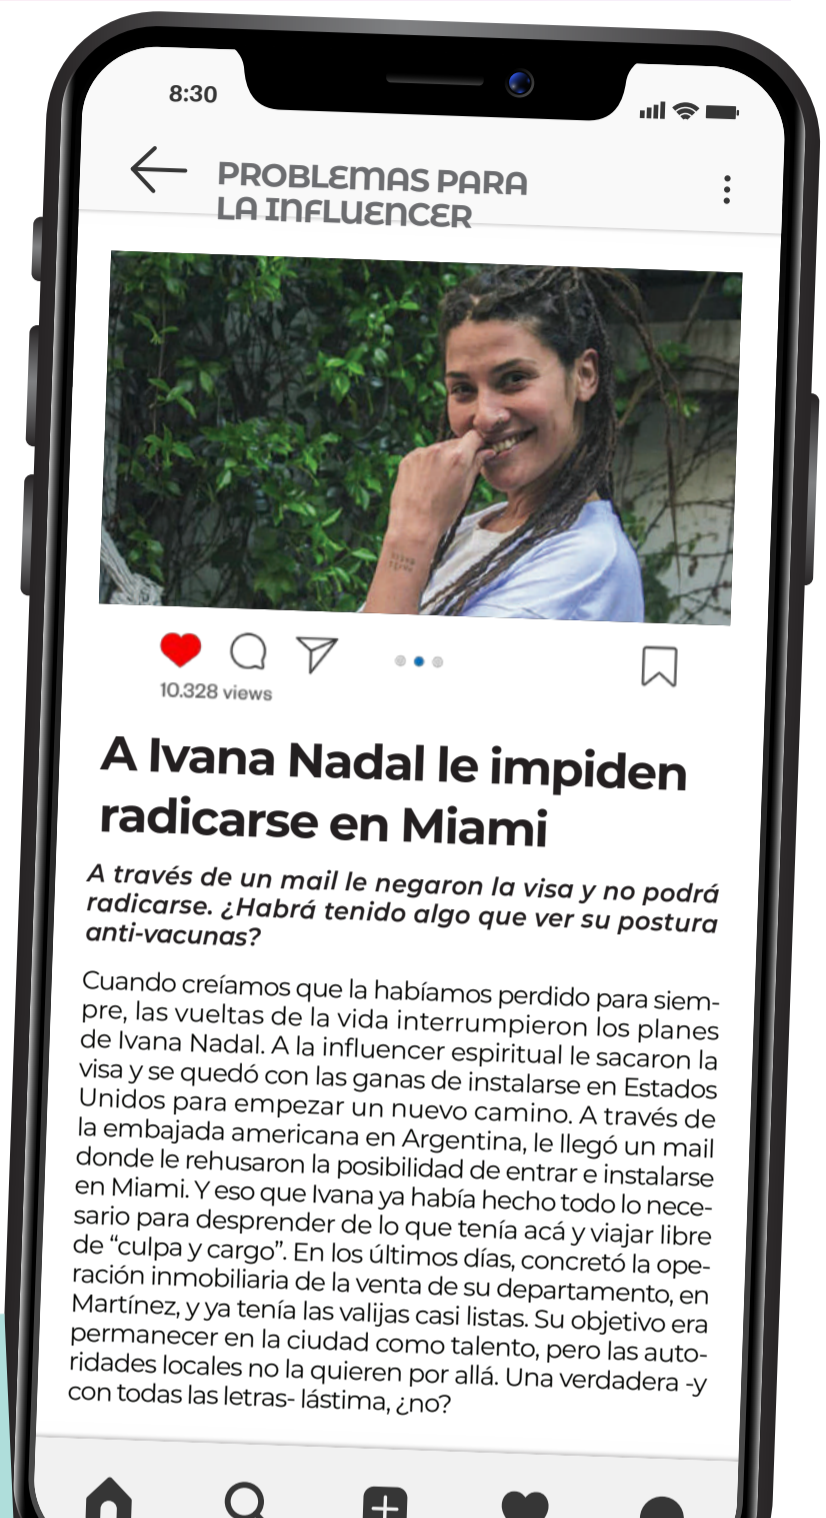 8:30
PROBLEMAS PARA
LA INFLUENCER
10.328 views
A Ivana Nadal le impiden
radicarse en Miami
A través de un mail le negaron la visa y no podrá
radicarse. ¿Habrá tenido algo que ver su postura
anti-vacunas?
Cuando creíamos que la habíamos perdido para siem-
pre, las vueltas de la vida interrumpieron los planes
de Ivana Nadal. A la influencer espiritual le sacaron la
visa y se quedó con las ganas de instalarse en Estados
Unidos para empezar un nuevo camino. A través de
la embajada americana en Argentina, le llegó un mail
donde le rehusaron la posibilidad de entrar e instalarse
en Miami. Y eso que Ivana ya había hecho todo lo nece-
sario para desprender de lo que tenía acá y viajar libre
de “culpa y cargo”. En los últimos días, concretó la ope-
ración inmobiliaria de la venta de su departamento, en
Martínez, y ya tenía las valijas casi listas. Su objetivo era
permanecer en la ciudad como talento, pero las auto-
ridades locales no la quieren por allá. Una verdadera -y
con todas las letras- lástima, ¿no?